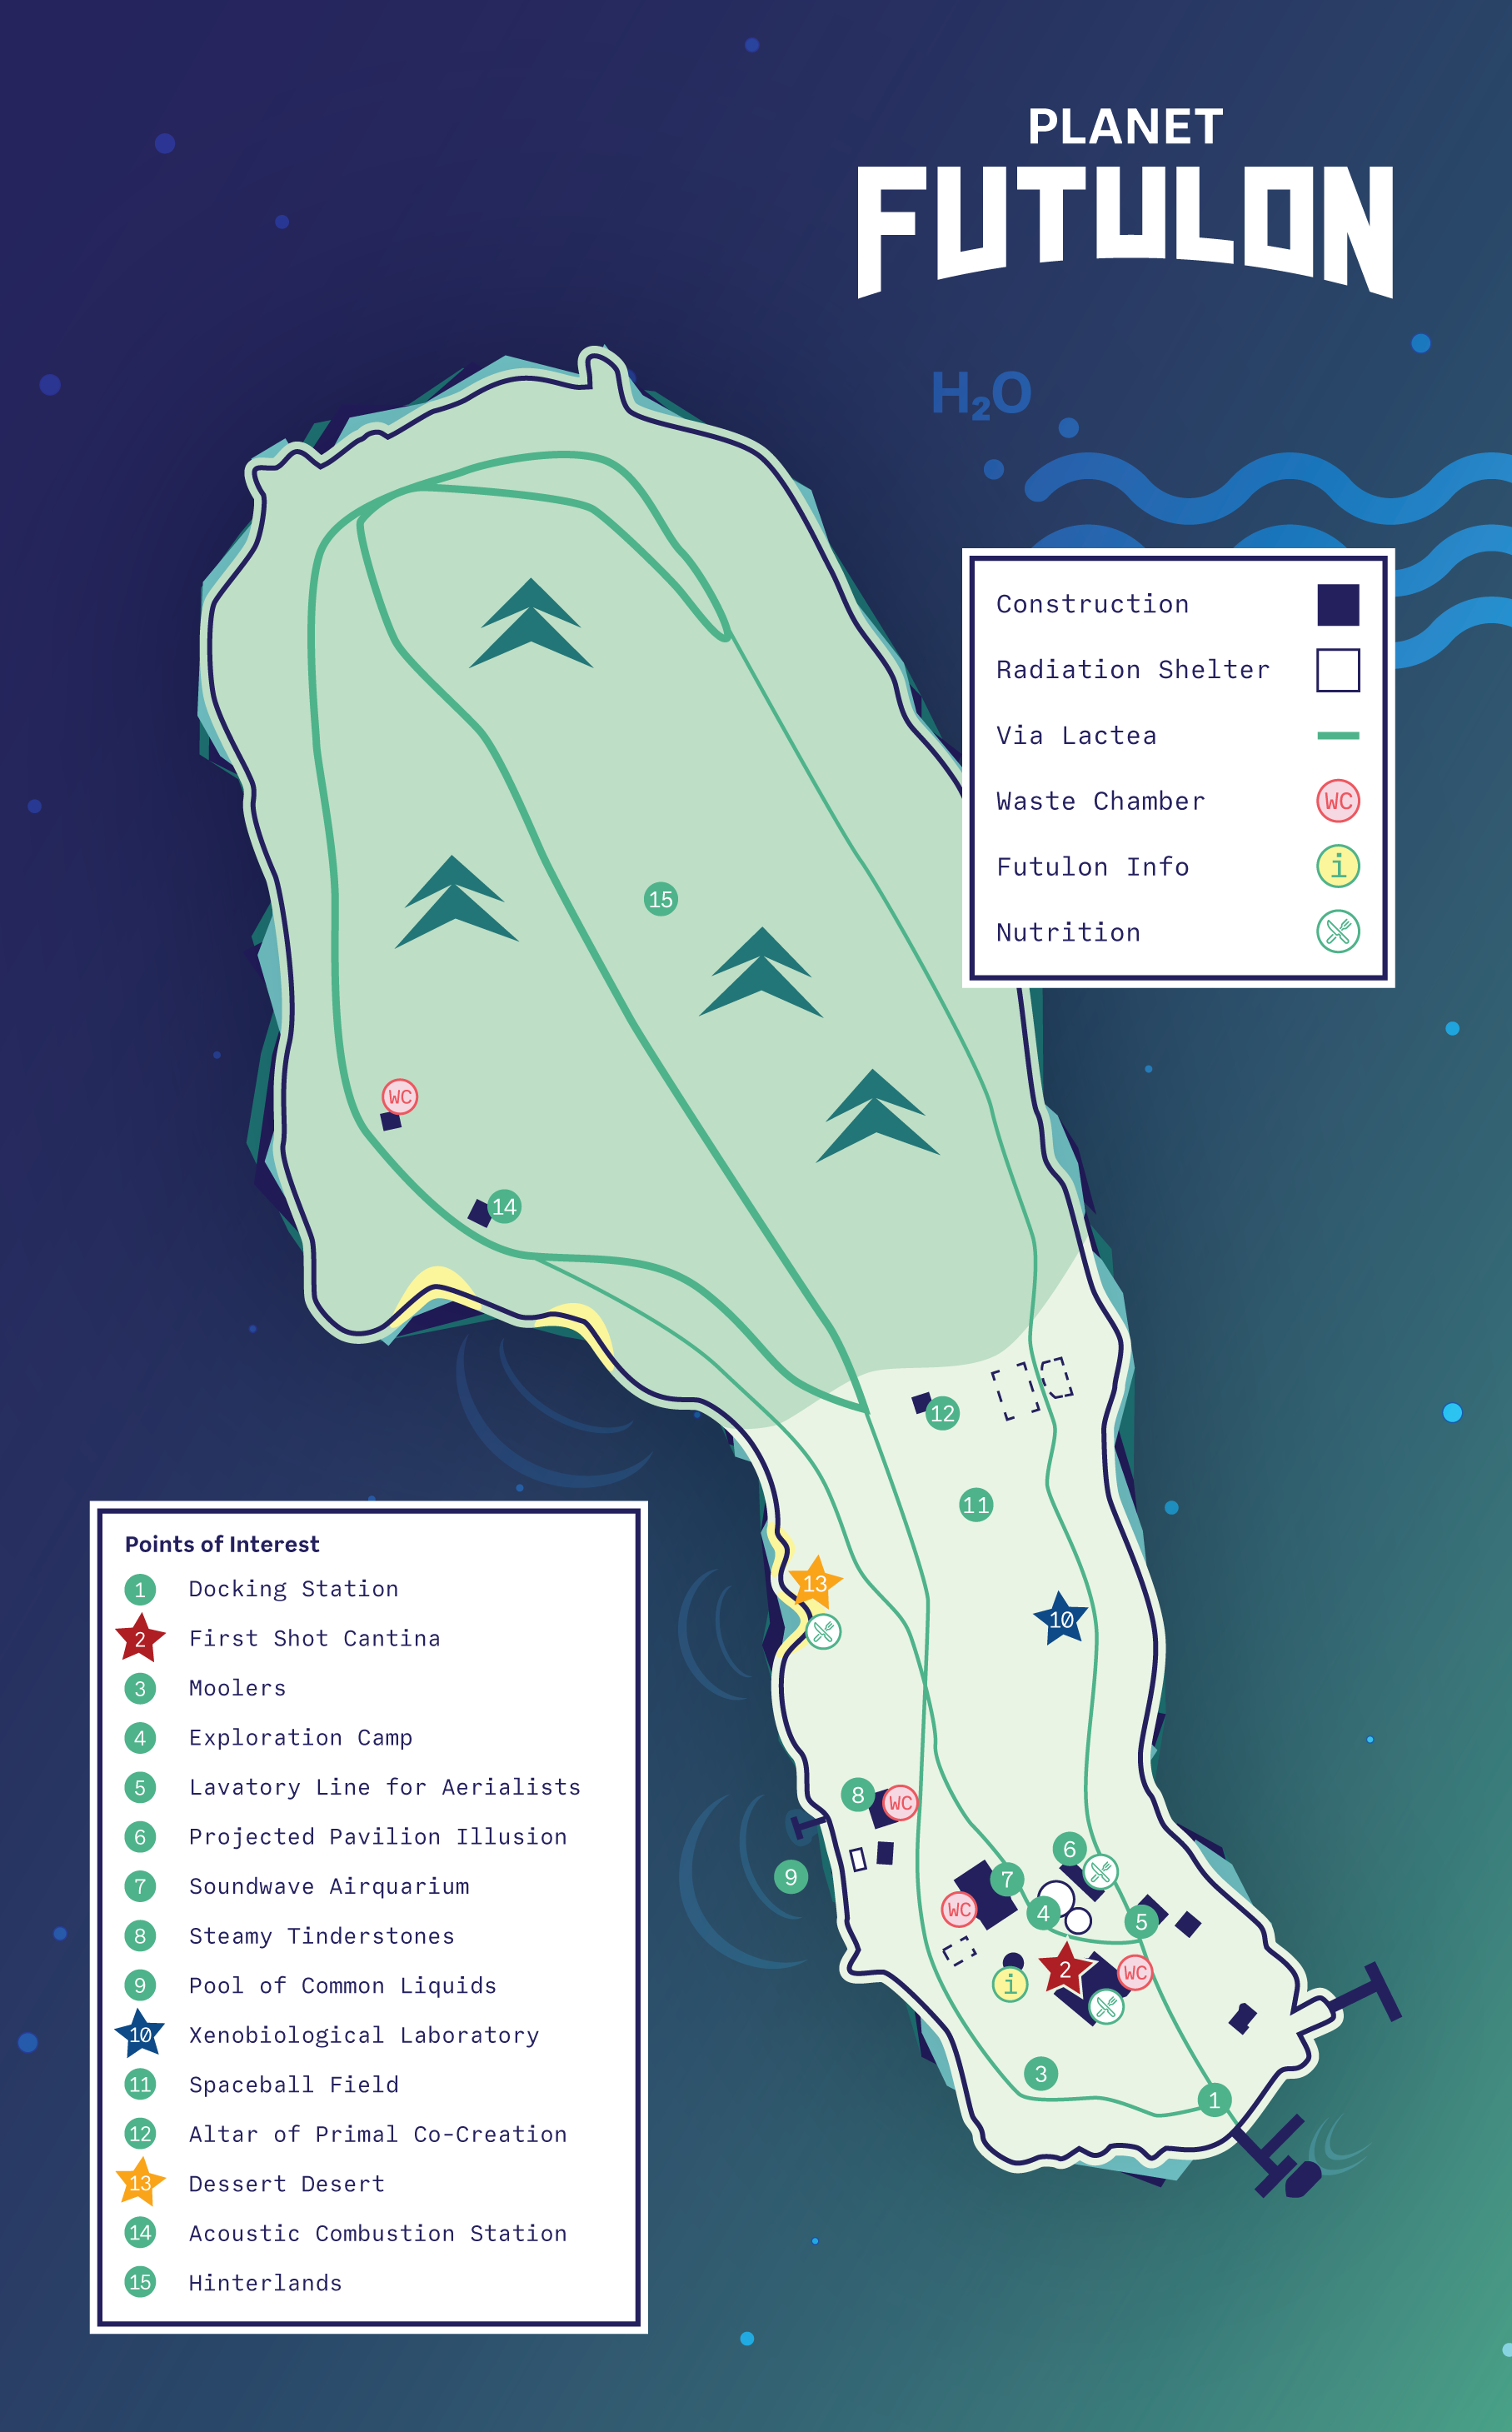 PLANET
FUTULON
H₂O
Construction
Radiation Shelter
Via Lactea
Waste Chamber WC
Futulon Info i
Nutrition
15
WC
14
12
11
13
10
8 WC
6
9
7
WC
4
5
2
WC
i
3
1
Points of Interest
1 Docking Station
2 First Shot Cantina
3 Moolers
4 Exploration Camp
5 Lavatory Line for Aerialists
6 Projected Pavilion Illusion
7 Soundwave Airquarium
8 Steamy Tinderstones
9 Pool of Common Liquids
10 Xenobiological Laboratory
11 Spaceball Field
12 Altar of Primal Co-Creation
13 Dessert Desert
14 Acoustic Combustion Station
15 Hinterlands